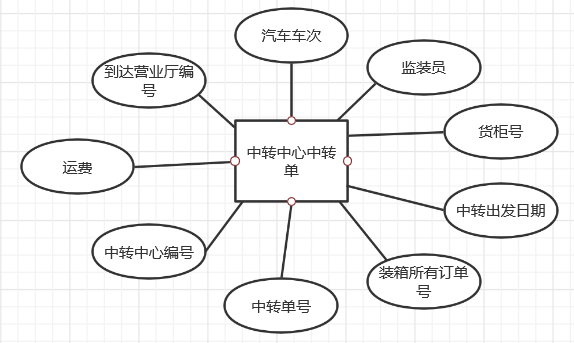 汽车车次
到达营业厅编
号
监装员
货柜号
中转中心中转
单
运费
中转出发日期
中转中心编号
装箱所有订单
号
中转单号